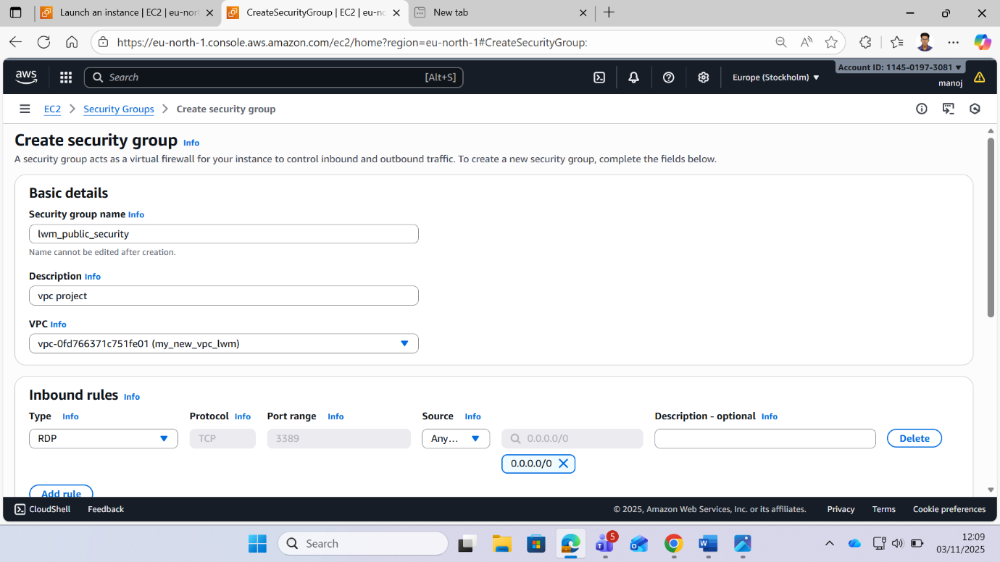 Launch an instance | EC2 | eu-nort
CreateSecurityGroup | EC2 | eu-no
New tab
https://eu-north-1.console.aws.amazon.com/ec2/home?region=eu-north-1#CreateSecurityGroup:
aws
Search
[Alt+S]
Europe (Stockholm)
Account ID: 1145-0197-3081
manoj
EC2 > Security Groups > Create security group
Create security group Info
A security group acts as a virtual firewall for your instance to control inbound and outbound traffic. To create a new security group, complete the fields below.
Basic details
Security group name Info
lwm_public_security
Name cannot be edited after creation.
Description Info
vpc project
VPC Info
vpc-0fd766371c751fe01 (my_new_vpc_lwm)
Inbound rules Info
Type Info Protocol Info Port range Info Source Info Description - optional Info
RDP TCP 3389 Any... 0.0.0.0/0 Delete
0.0.0.0/0
Add rule
CloudShell Feedback © 2025, Amazon Web Services, Inc. or its affiliates. Privacy Terms Cookie preferences
Search
5
12:09
03/11/2025